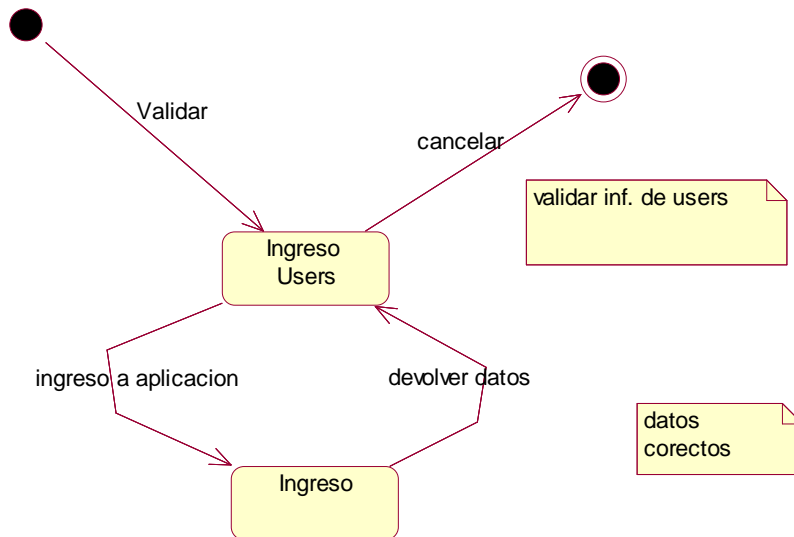 Validar
cancelar
validar inf. de users
Ingreso
Users
ingreso a aplicacion
devolver datos
datos
corectos
Ingreso